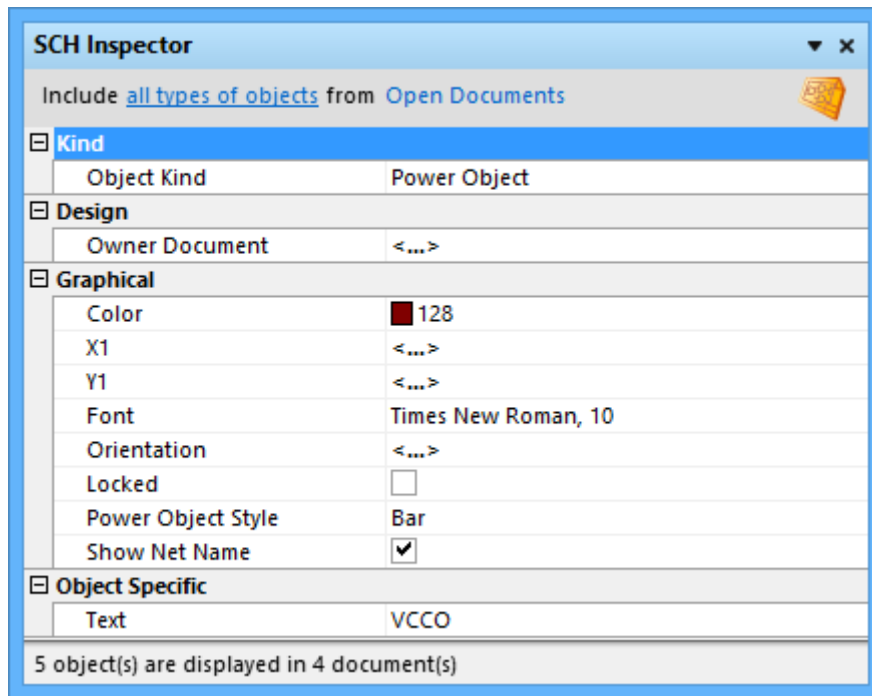 SCH Inspector
Include all types of objects from Open Documents
Kind
Object Kind Power Object
Design
Owner Document <...>
Graphical
Color 128
X1 <...>
Y1 <...>
Font Times New Roman, 10
Orientation <...>
Locked
Power Object Style Bar
Show Net Name
Object Specific
Text VCCO
5 object(s) are displayed in 4 document(s)